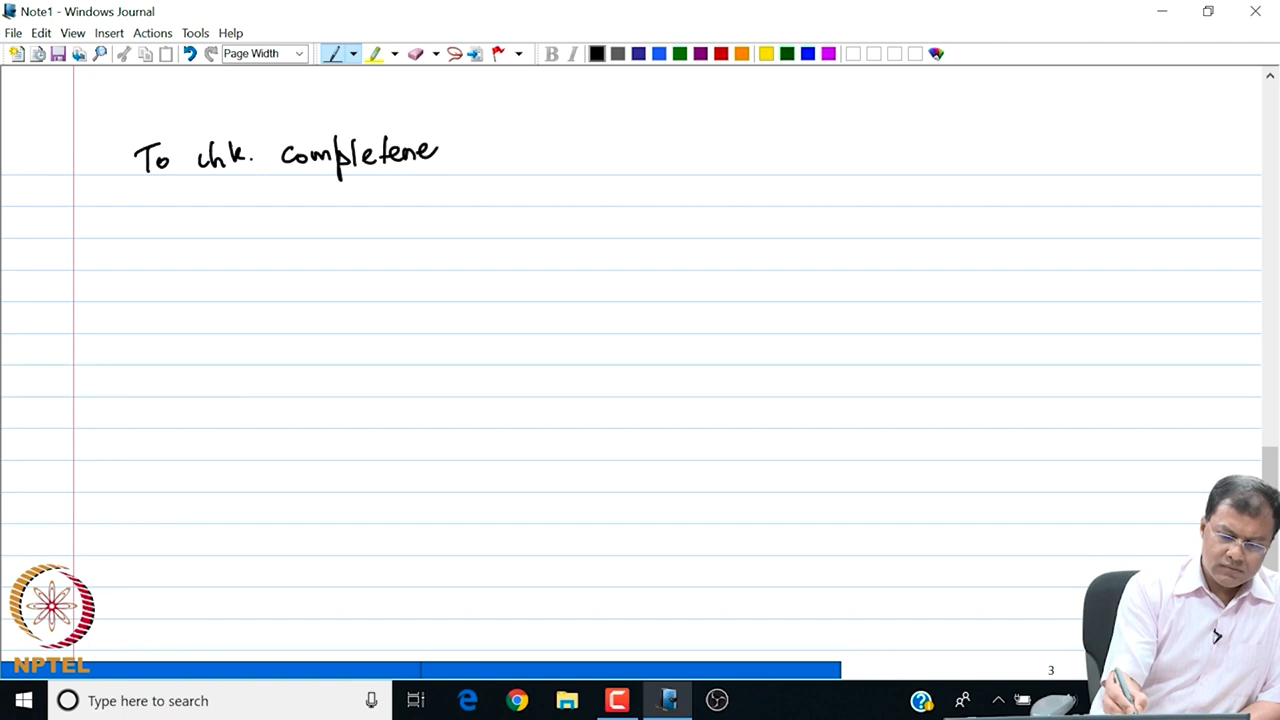 Note1 - Windows Journal
File Edit View Insert Actions Tools Help
Page Width
B I
To chk. completene
NPTEL
3
Type here to search